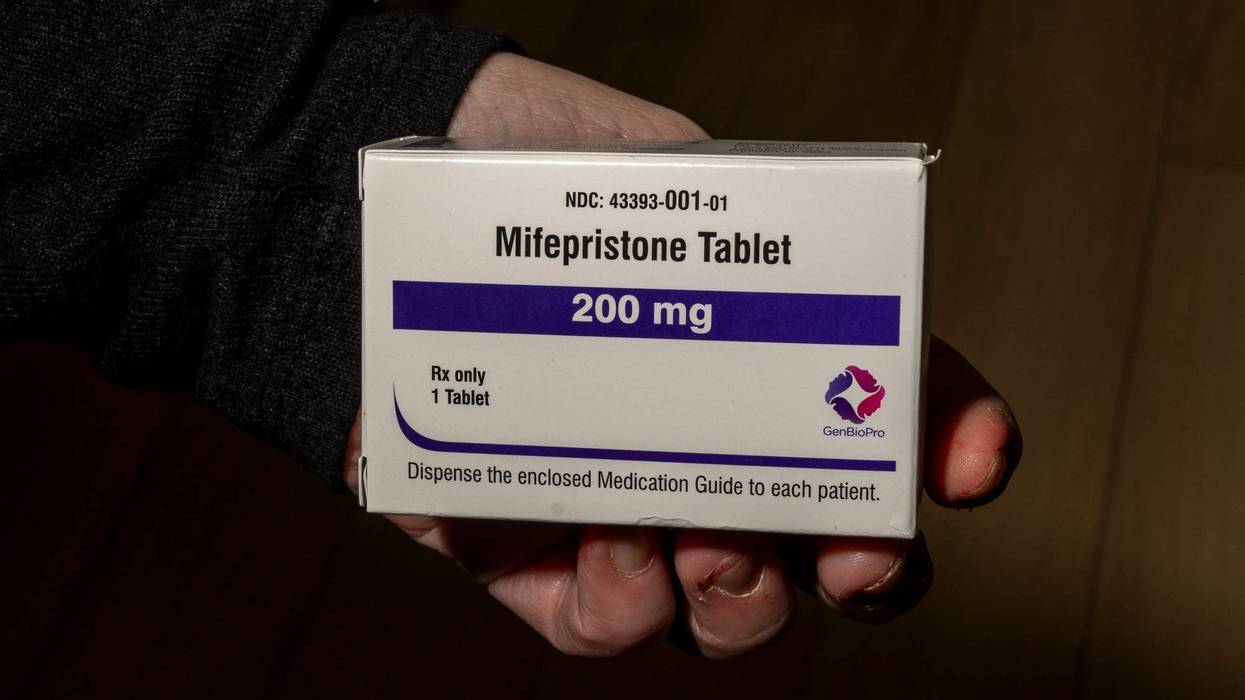 NDC: 43393-001-01
Mifepristone Tablet
200 mg
Rx only
1 Tablet
GenBioPro
Dispense the enclosed Medication Guide to each patient.